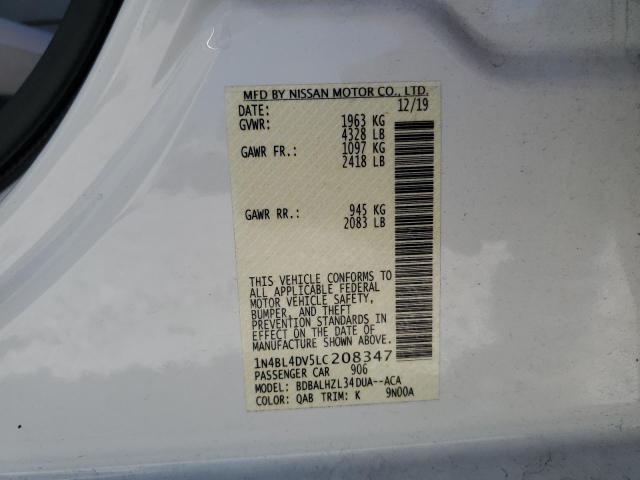 MFD BY NISSAN MOTOR CO., LTD.
DATE: 12/19
GVWR: 1963 KG
4328 LB
GAWR FR.: 1097 KG
2418 LB
GAWR RR.: 945 KG
2083 LB
THIS VEHICLE CONFORMS TO
ALL APPLICABLE FEDERAL
MOTOR VEHICLE SAFETY,
BUMPER, AND THEFT
PREVENTION STANDARDS IN
EFFECT ON THE DATE OF
MANUFACTURE SHOWN ABOVE.
1N4BL4DV5LC208347
PASSENGER CAR 906
MODEL: BDBALHZL34DUA--ACA
COLOR: QAB TRIM: K 9N00A